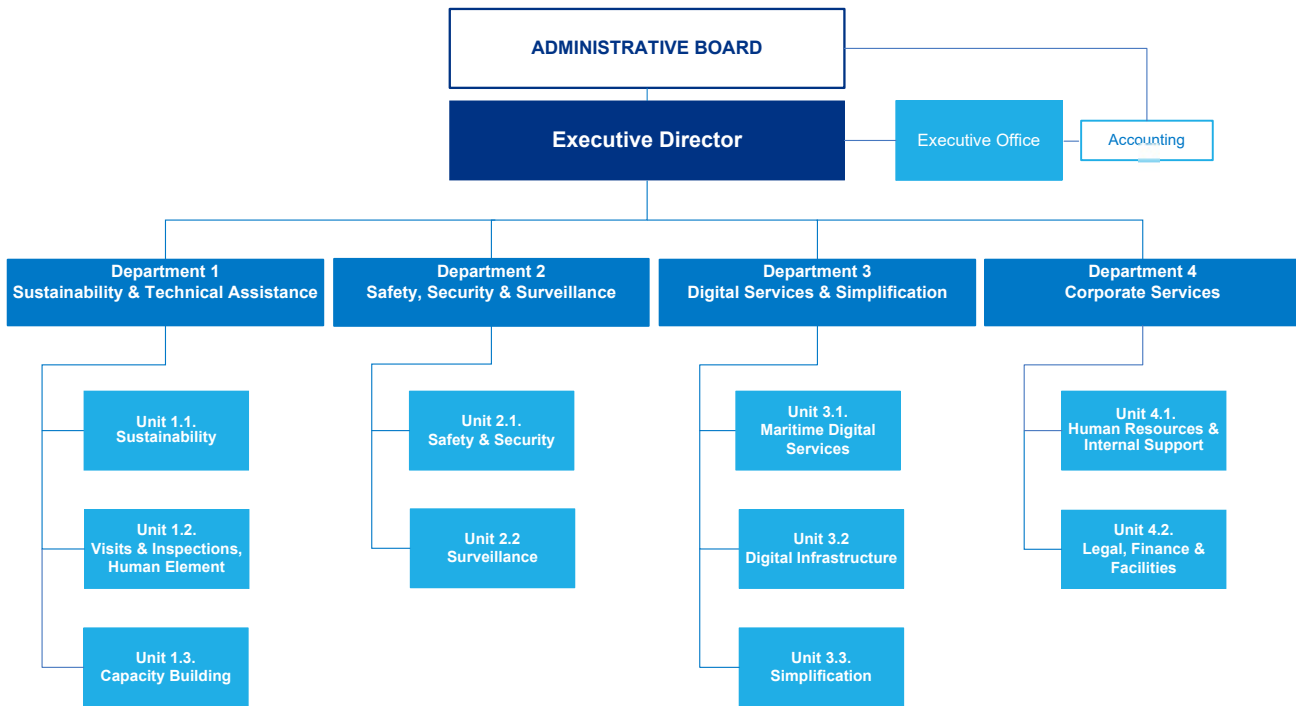 ADMINISTRATIVE BOARD
Executive Director
Executive Office
Accounting
Department 1
Sustainability & Technical Assistance
Department 2
Safety, Security & Surveillance
Department 3
Digital Services & Simplification
Department 4
Corporate Services
Unit 1.1.
Sustainability
Unit 2.1.
Safety & Security
Unit 3.1.
Maritime Digital
Services
Unit 4.1.
Human Resources &
Internal Support
Unit 1.2.
Visits & Inspections,
Human Element
Unit 2.2
Surveillance
Unit 3.2
Digital Infrastructure
Unit 4.2.
Legal, Finance &
Facilities
Unit 1.3.
Capacity Building
Unit 3.3.
Simplification